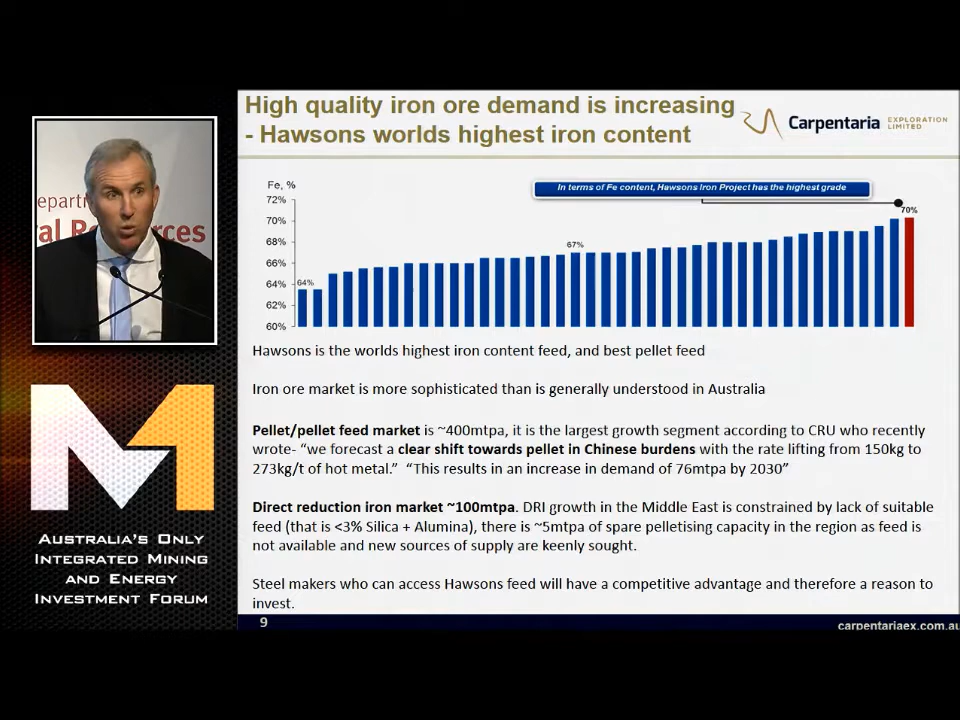 High quality iron ore demand is increasing
- Hawsons worlds highest iron content
Carpentaria EXPLORATION LIMITED
Fe, %
In terms of Fe content, Hawsons Iron Project has the highest grade
72%
70%
68%
66%
64%
62%
60%
64%
67%
70%
Hawsons is the worlds highest iron content feed, and best pellet feed
Iron ore market is more sophisticated than is generally understood in Australia
Pellet/pellet feed market is ~400mtpa, it is the largest growth segment according to CRU who recently
wrote- “we forecast a clear shift towards pellet in Chinese burdens with the rate lifting from 150kg to
273kg/t of hot metal.”  “This results in an increase in demand of 76mtpa by 2030”
Direct reduction iron market ~100mtpa. DRI growth in the Middle East is constrained by lack of suitable
feed (that is <3% Silica + Alumina), there is ~5mtpa of spare pelletising capacity in the region as feed is
not available and new sources of supply are keenly sought.
Steel makers who can access Hawsons feed will have a competitive advantage and therefore a reason to
invest.
9
carpentariaex.com.au
epart
al Resources
AUSTRALIA'S ONLY
INTEGRATED MINING
AND ENERGY
INVESTMENT FORUM